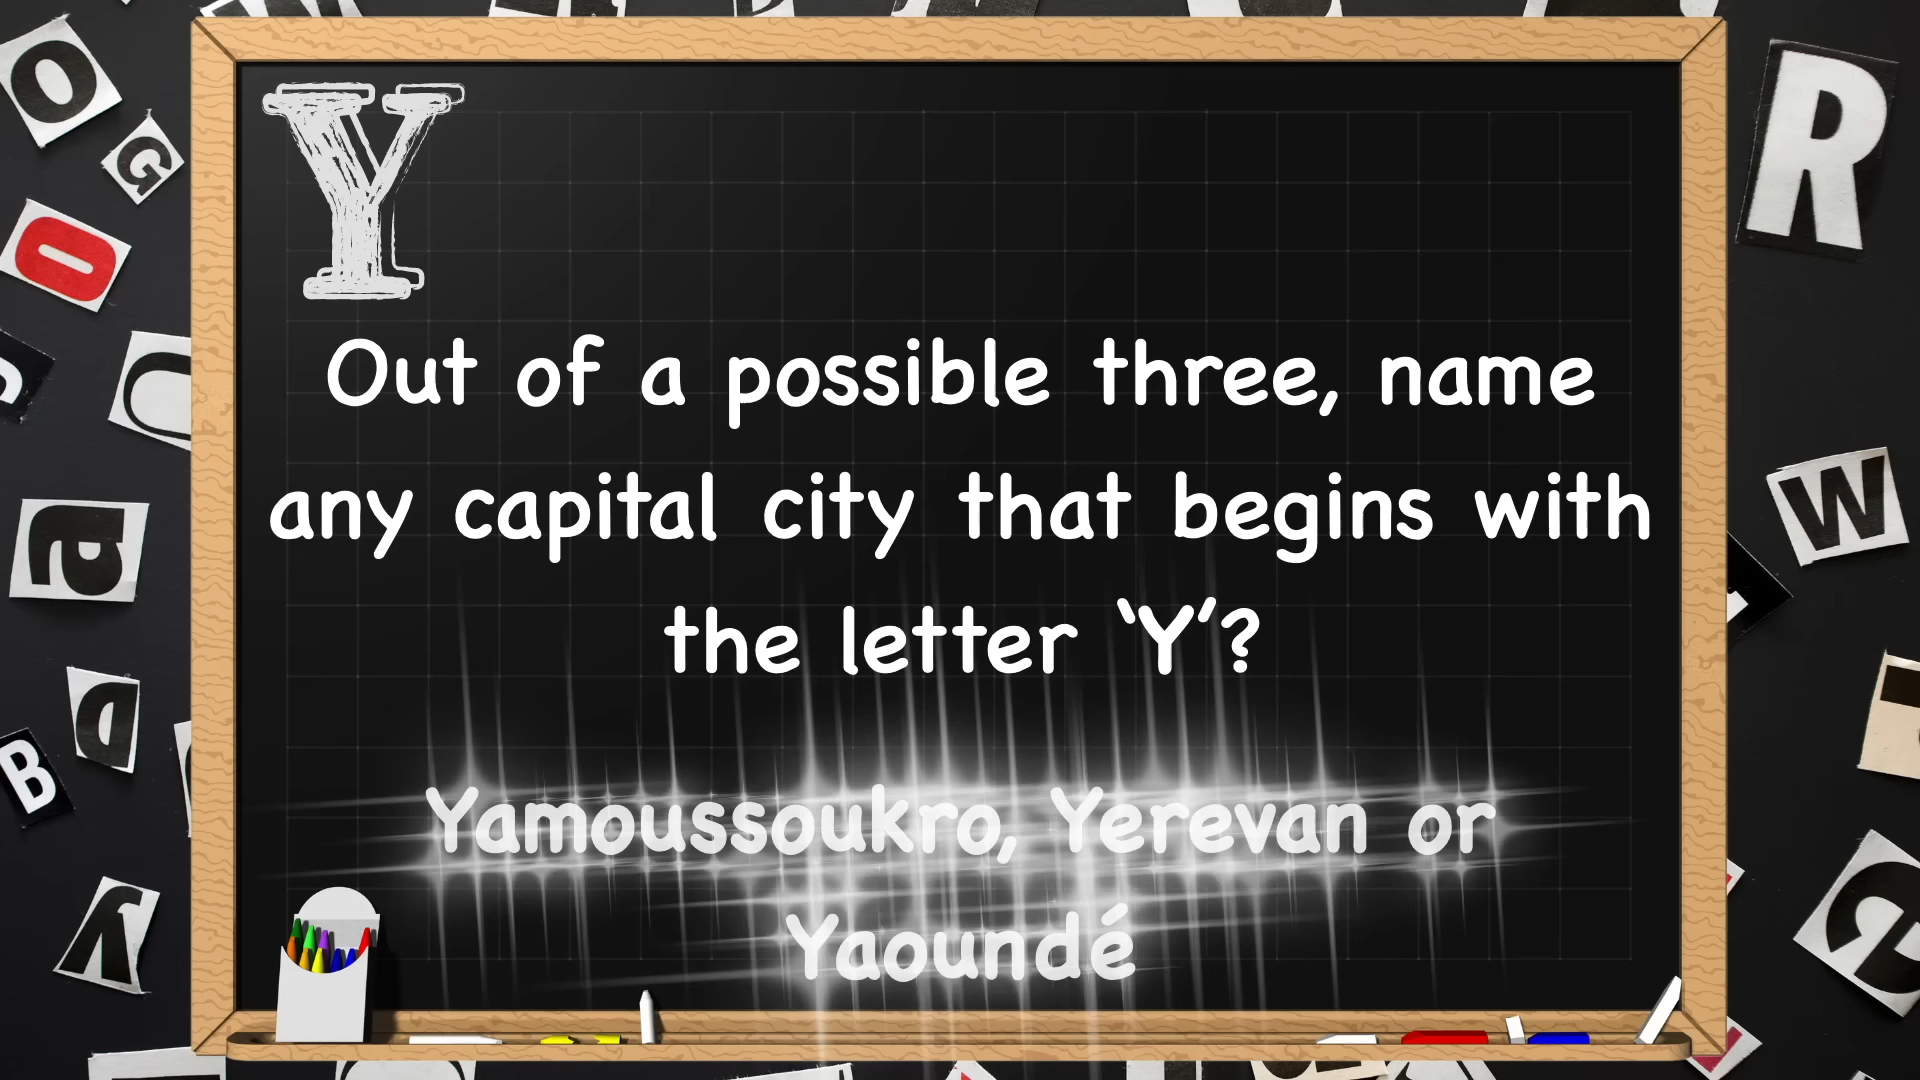 Y
Out of a possible three, name
any capital city that begins with
the letter ‘Y’?
Yamoussoukro, Yerevan or
Yaoundé
O
G
O
R
a
W
B
y